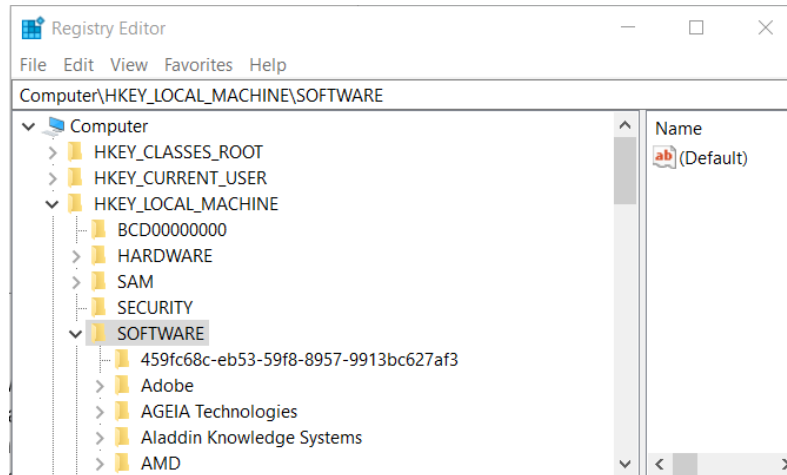 Registry Editor
File Edit View Favorites Help
Computer\HKEY_LOCAL_MACHINE\SOFTWARE
Computer
HKEY_CLASSES_ROOT
HKEY_CURRENT_USER
HKEY_LOCAL_MACHINE
BCD00000000
HARDWARE
SAM
SECURITY
SOFTWARE
459fc68c-eb53-59f8-8957-9913bc627af3
Adobe
AGEIA Technologies
Aladdin Knowledge Systems
AMD
Name
ab (Default)